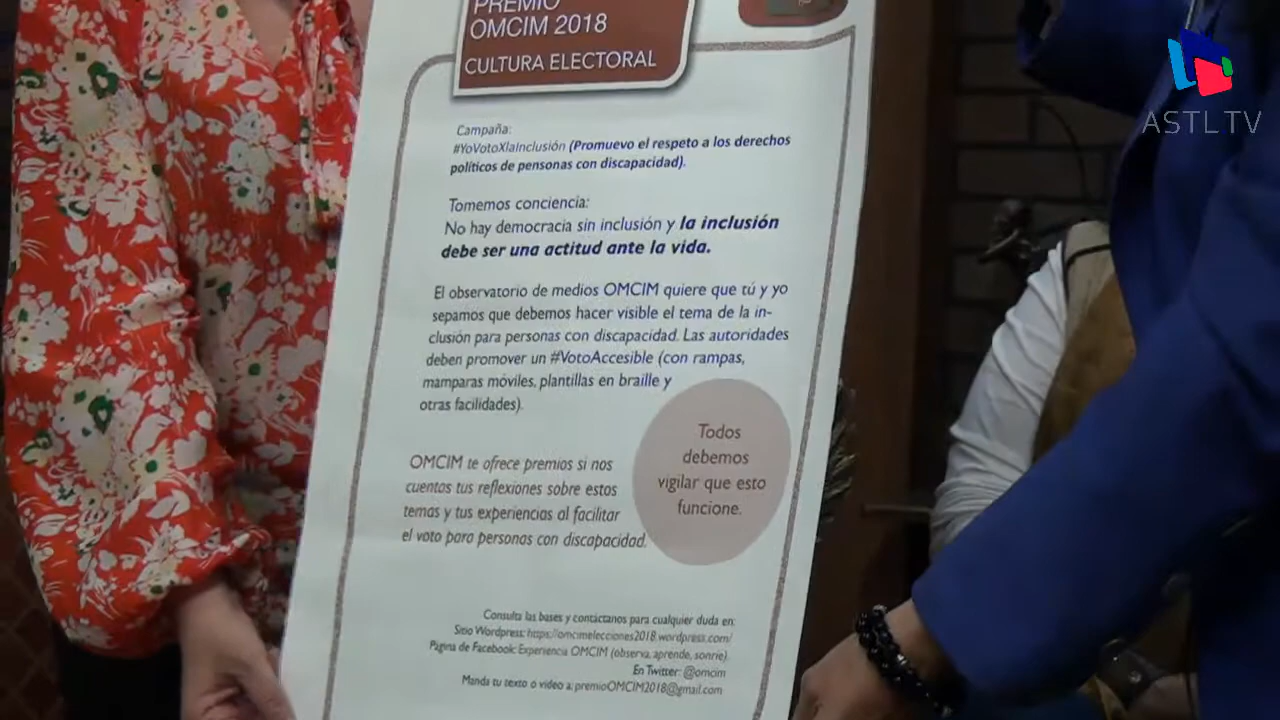 PREMIO
OMCIM 2018
CULTURA ELECTORAL
ASTL TV
Campaña:
#YoVotoXlaInclusión (Promuevo el respeto a los derechos
políticos de pensonas con discapacidad).
Tomemos conciencia:
No hay democracia sin inclusión y la inclusión
debe ser una actitud ante la vida.
El observatorio de medios OMCIM quiere que tú y yo
sepamos que debemos hacer visible el tema de la in-
clusión para personas con discapacidad. Las autoridades
deben promover un #VotoAccesible (con rampas,
mamparas móviles, plantillas en braille y
otras facilidades).
Todos
debemos
vigilar que esto
funcione.
OMCIM te ofrece premios si nos
cuentas tus reflexiones sobre estos
temas y tus experiencias al facilitar
el voto para personas con discapacidad.
Consulta las bases y contáctanos para cualquier duda en:
Sitio Wordpress: https://omcimelecciones2018.wordpress.com/
Página de Facebook: Experiencia OMCIM (observa, aprende, sonríe).
En Twitter: @omcim
Manda tu texto o video a: premioOMCIM2018@gmail.com